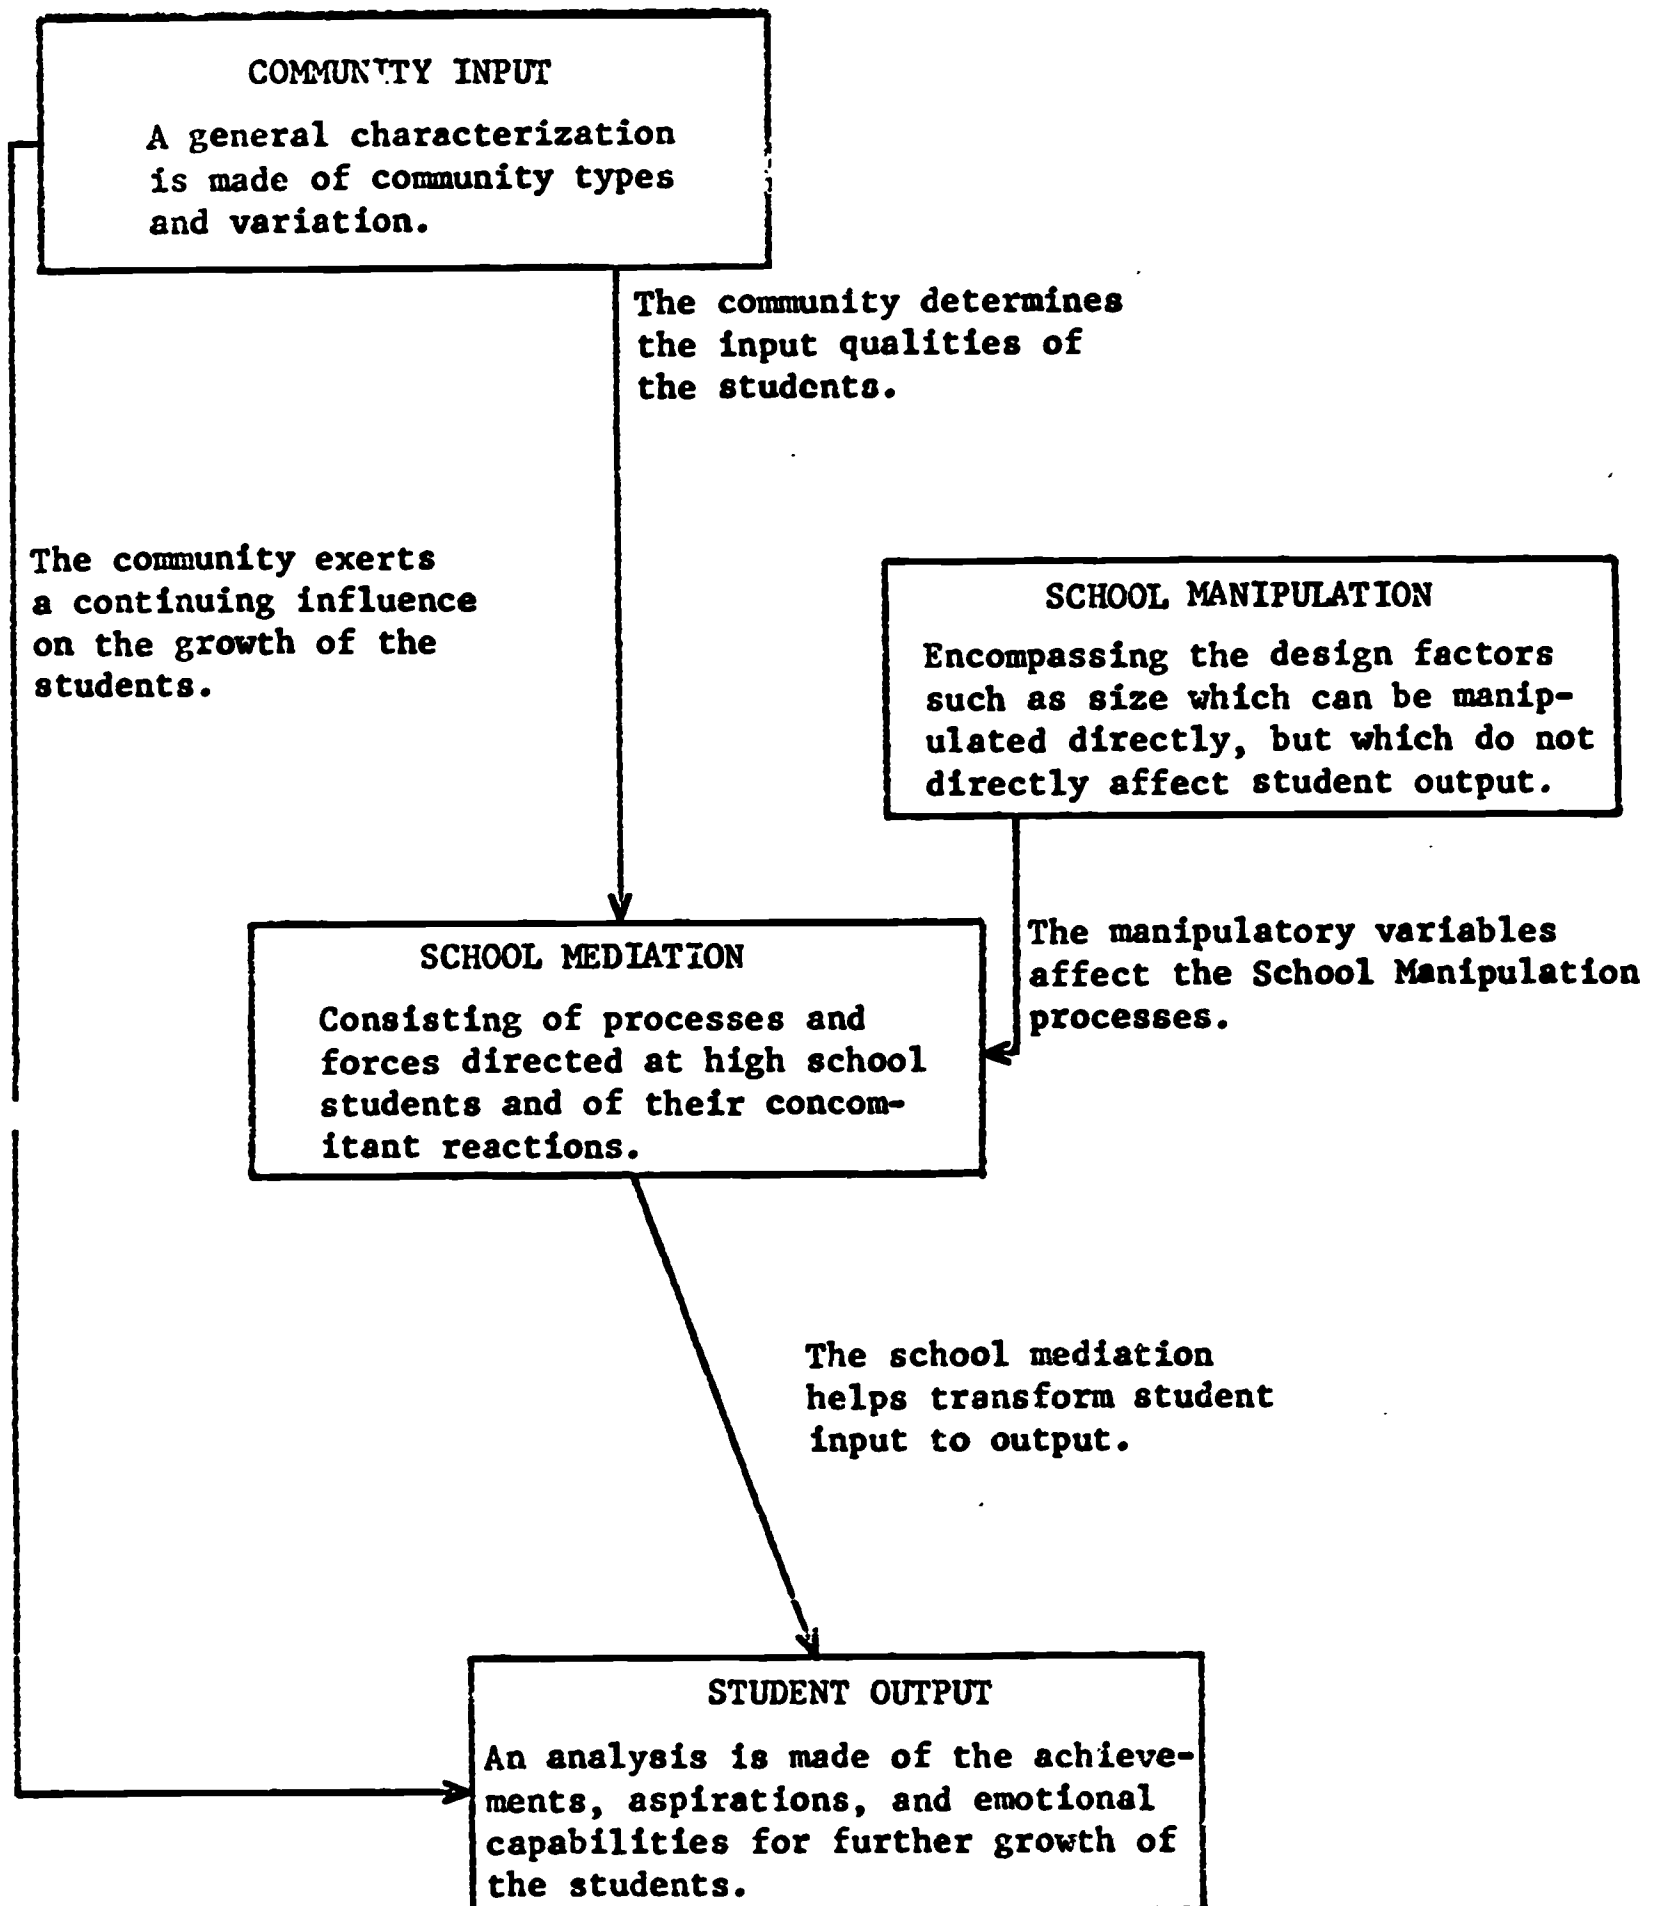 COMMUNITY INPUT
A general characterization
is made of community types
and variation.
The community determines
the input qualities of
the students.
The community exerts
a continuing influence
on the growth of the
students.
SCHOOL MANIPULATION
Encompassing the design factors
such as size which can be manip-
ulated directly, but which do not
directly affect student output.
SCHOOL MEDIATION
Consisting of processes and
forces directed at high school
students and of their concom-
itant reactions.
The manipulatory variables
affect the School Manipulation
processes.
The school mediation
helps transform student
input to output.
STUDENT OUTPUT
An analysis is made of the achieve-
ments, aspirations, and emotional
capabilities for further growth of
the students.